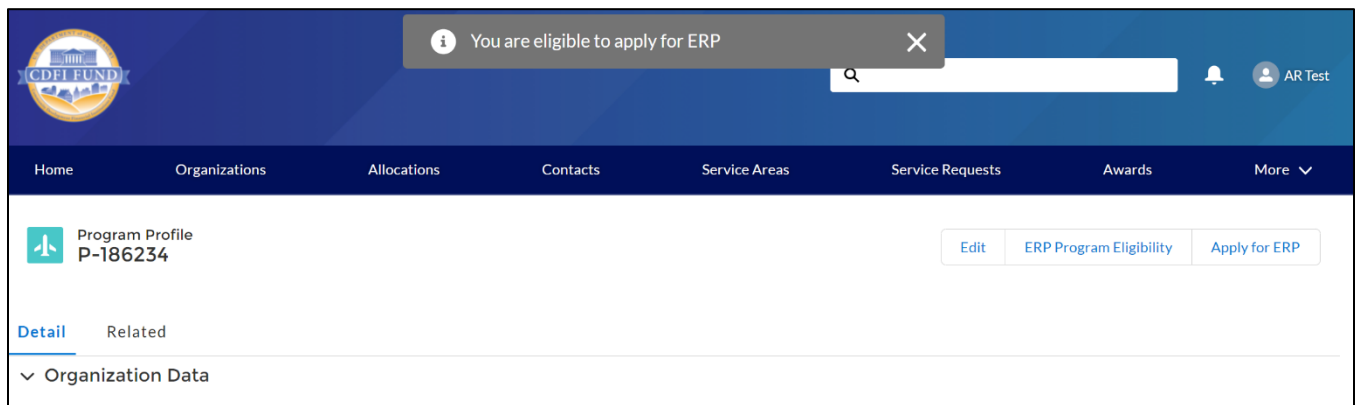 You are eligible to apply for ERP
CDFI FUND
AR Test
Home Organizations Allocations Contacts Service Areas Service Requests Awards More
Program Profile
P-186234
Edit ERP Program Eligibility Apply for ERP
Detail Related
Organization Data